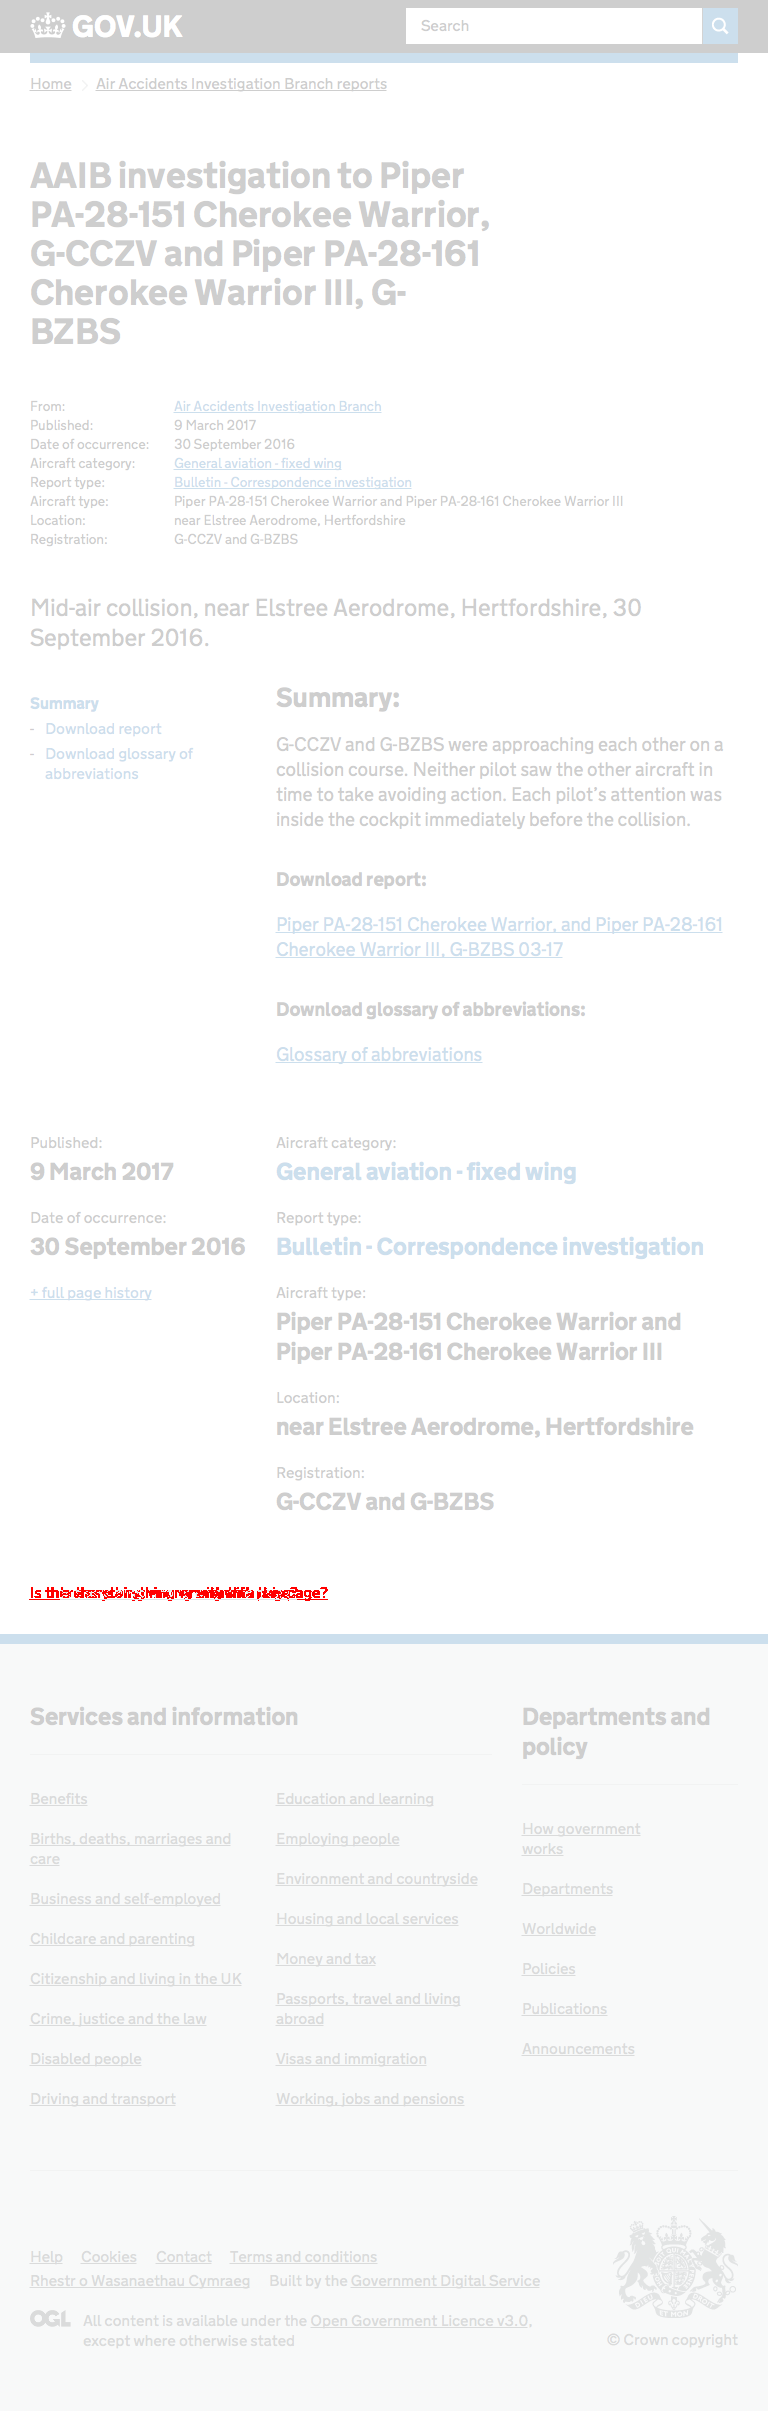 GOV.UK
Search
Home
Air Accidents Investigation Branch reports
AAIB investigation to Piper
PA-28-151 Cherokee Warrior,
G-CCZV and Piper PA-28-161
Cherokee Warrior III, G-
BZBS
From: Air Accidents Investigation Branch
Published: 9 March 2017
Date of occurrence: 30 September 2016
Aircraft category: General aviation - fixed wing
Report type: Bulletin - Correspondence investigation
Aircraft type: Piper PA-28-151 Cherokee Warrior and Piper PA-28-161 Cherokee Warrior III
Location: near Elstree Aerodrome, Hertfordshire
Registration: G-CCZV and G-BZBS
Mid-air collision, near Elstree Aerodrome, Hertfordshire, 30
September 2016.
Summary
- Download report
- Download glossary of
abbreviations
Summary:
G-CCZV and G-BZBS were approaching each other on a
collision course. Neither pilot saw the other aircraft in
time to take avoiding action. Each pilot's attention was
inside the cockpit immediately before the collision.
Download report:
Piper PA-28-151 Cherokee Warrior, and Piper PA-28-161
Cherokee Warrior III, G-BZBS 03-17
Download glossary of abbreviations:
Glossary of abbreviations
Published:
9 March 2017
Date of occurrence:
30 September 2016
+ full page history
Aircraft category:
General aviation - fixed wing
Report type:
Bulletin - Correspondence investigation
Aircraft type:
Piper PA-28-151 Cherokee Warrior and
Piper PA-28-161 Cherokee Warrior III
Location:
near Elstree Aerodrome, Hertfordshire
Registration:
G-CCZV and G-BZBS
Services and information
Benefits
Births, deaths, marriages and
care
Business and self-employed
Childcare and parenting
Citizenship and living in the UK
Crime, justice and the law
Disabled people
Driving and transport
Education and learning
Employing people
Environment and countryside
Housing and local services
Money and tax
Passports, travel and living
abroad
Visas and immigration
Working, jobs and pensions
Departments and
policy
How government
works
Departments
Worldwide
Policies
Publications
Announcements
Help Cookies Contact Terms and conditions
Rhestr o Wasanaethau Cymraeg Built by the Government Digital Service
OGL All content is available under the Open Government Licence v3.0,
except where otherwise stated
© Crown copyright